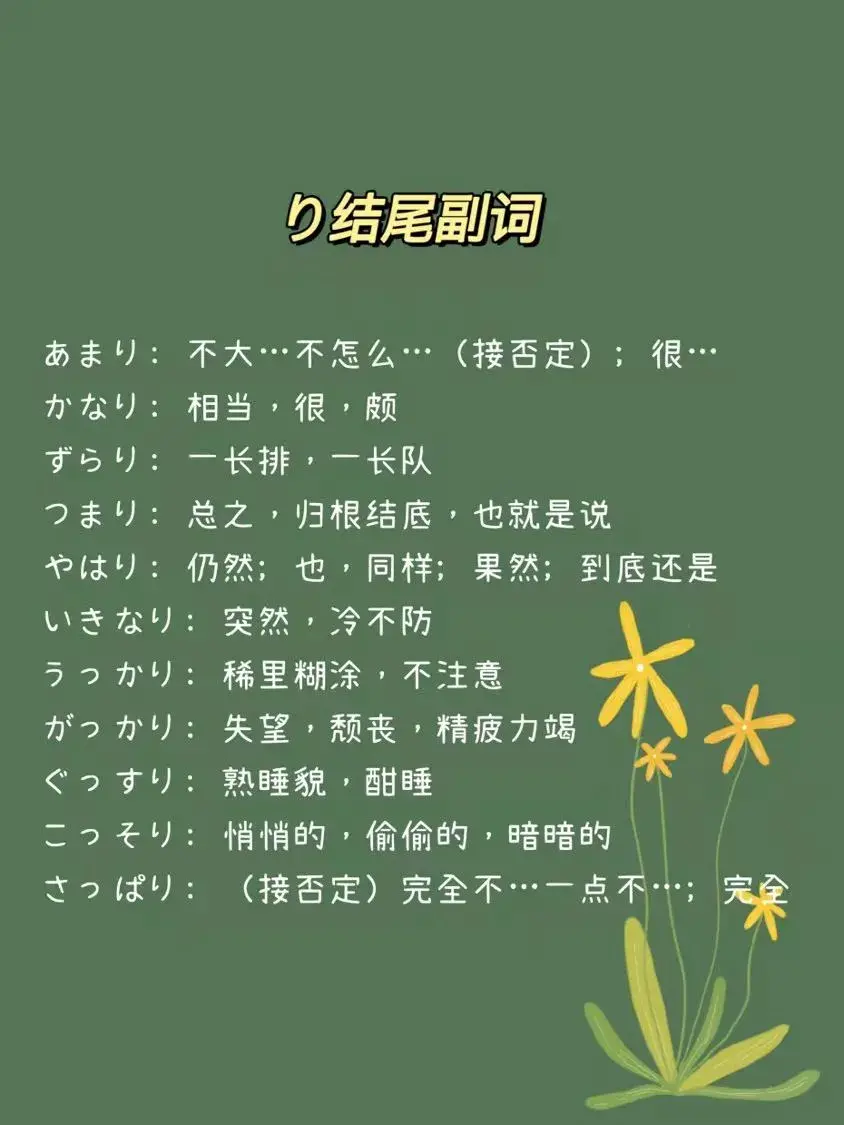 り结尾副词
あまり：不大…不怎么…（接否定）；很…
かなり：相当，很，颇
ずらり：一长排，一长队
つまり：总之，归根结底，也就是说
やはり：仍然；也，同样；果然；到底还是
いきなり：突然，冷不防
うっかり：稀里糊涂，不注意
がっかり：失望，颓丧，精疲力竭
ぐっすり：熟睡貌，酣睡
こっそり：悄悄的，偷偷的，暗暗的
さっぱり：（接否定）完全不…一点不…；完全